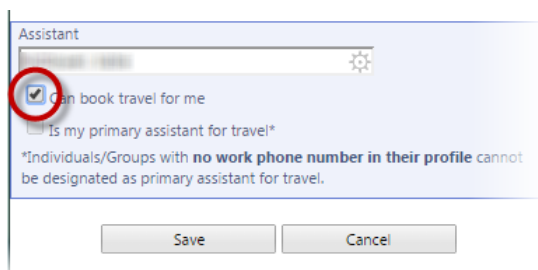 Assistant
Can book travel for me
Is my primary assistant for travel*
*Individuals/Groups with no work phone number in their profile cannot
be designated as primary assistant for travel.
Save Cancel